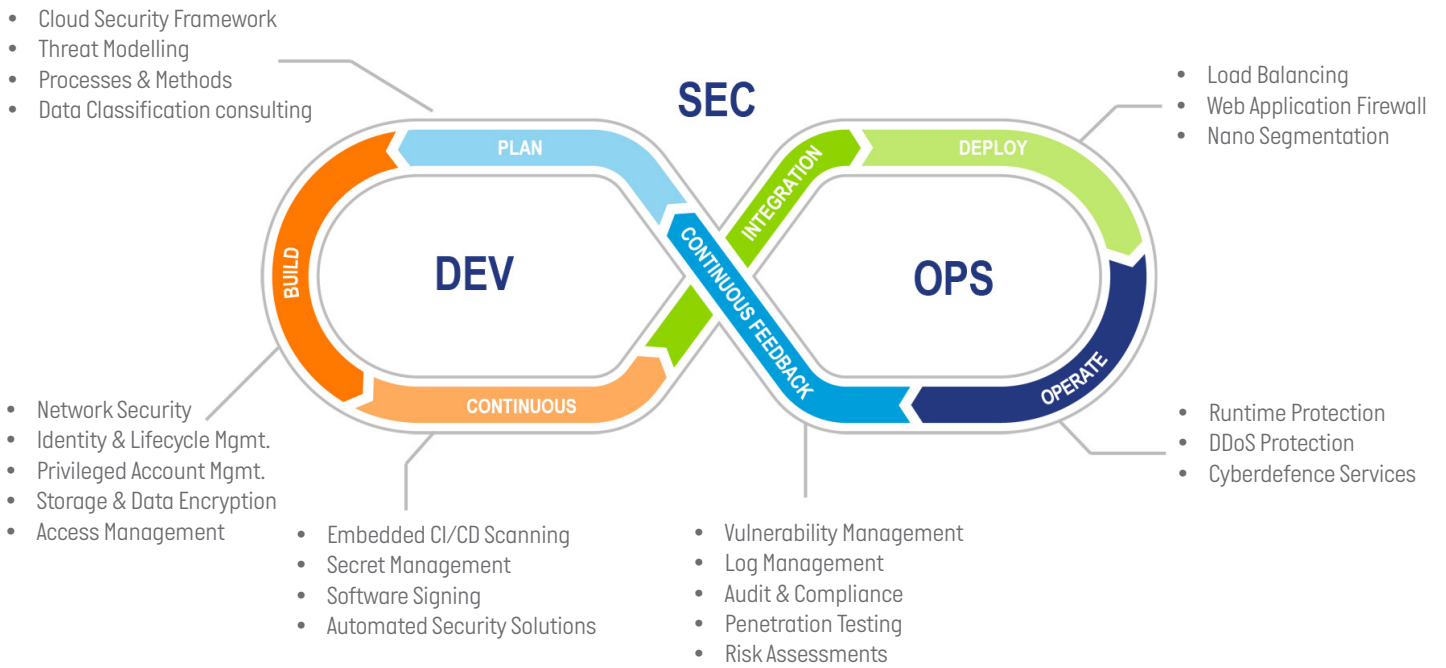 • Cloud Security Framework
• Threat Modelling
• Processes & Methods
• Data Classification consulting
SEC
• Load Balancing
• Web Application Firewall
• Nano Segmentation
PLAN
INTEGRATION
DEPLOY
BUILD
DEV
CONTINUOUS FEEDBACK
OPS
CONTINUOUS
OPERATE
• Network Security
• Identity & Lifecycle Mgmt.
• Privileged Account Mgmt.
• Storage & Data Encryption
• Access Management
• Embedded CI/CD Scanning
• Secret Management
• Software Signing
• Automated Security Solutions
• Vulnerability Management
• Log Management
• Audit & Compliance
• Penetration Testing
• Risk Assessments
• Runtime Protection
• DDoS Protection
• Cyberdefence Services